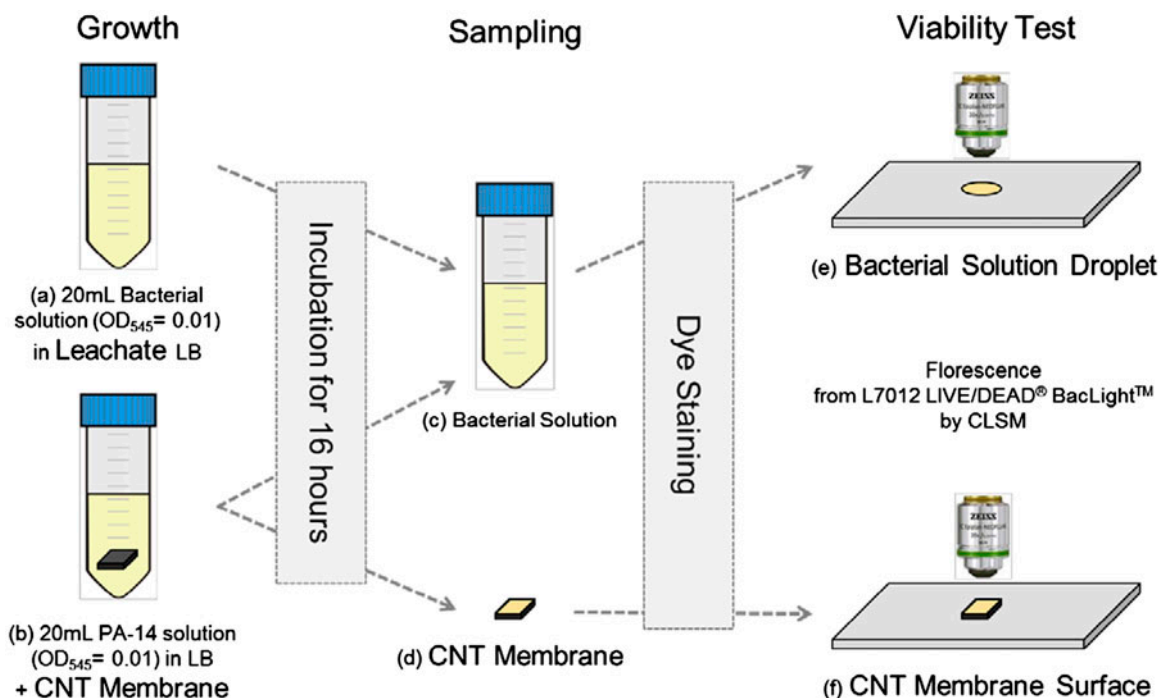 Growth
Sampling
Viability Test
(a) 20mL Bacterial
solution (OD545= 0.01)
in Leachate LB
(b) 20mL PA-14 solution
(OD545= 0.01) in LB
+ CNT Membrane
Incubation for 16 hours
(c) Bacterial Solution
(d) CNT Membrane
Dye Staining
ZEISS
(e) Bacterial Solution Droplet
Florescence
from L7012 LIVE/DEAD® BacLight™
by CLSM
ZEISS
(f) CNT Membrane Surface